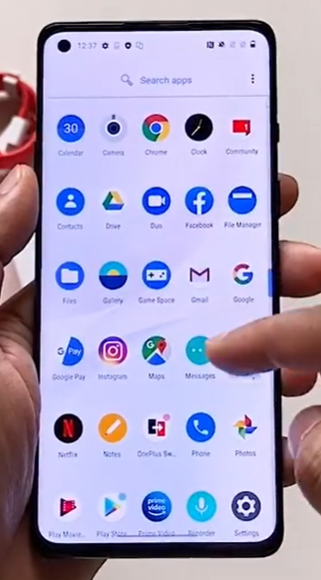 12:37
Search apps
30
Calendar Camera Chrome Clock Community
Contacts Drive Duo Facebook File Manager
Files Gallery Game Space Gmail Google
G Pay
Google Pay Instagram Maps Messages
Netflix Notes OnePlus Sw... Phone Photos
prime video
Play Movie... Play Store Prime Video Recorder Settings